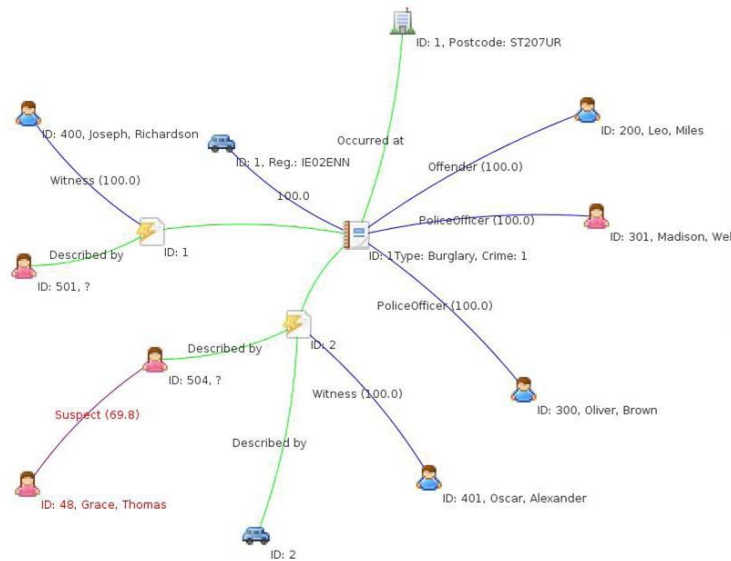 ID: 1, Postcode: ST207UR
ID: 400, Joseph, Richardson
ID: 200, Leo, Miles
Occurred at
ID: 1, Reg.: IE02ENN
Offender (100.0)
Witness (100.0)
100.0
PoliceOfficer (100.0)
ID: 301, Madison, Wel
Described by
ID: 1
ID: 1Type: Burglary, Crime: 1
ID: 501, ?
PoliceOfficer (100.0)
ID: 2
Described by
ID: 504, ?
Witness (100.0)
ID: 300, Oliver, Brown
Suspect (69.8)
Described by
ID: 48, Grace, Thomas
ID: 401, Oscar, Alexander
ID: 2